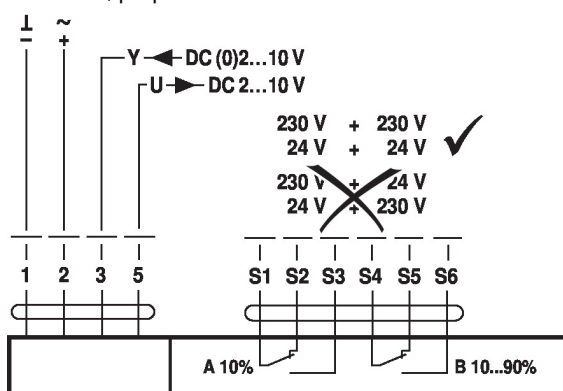 ⊥ ~
− +
Y DC (0)2...10 V
U DC 2...10 V
230 V + 230 V
24 V + 24 V
230 V + 24 V
24 V + 230 V
1 2 3 5 S1 S2 S3 S4 S5 S6
A 10% B 10...90%